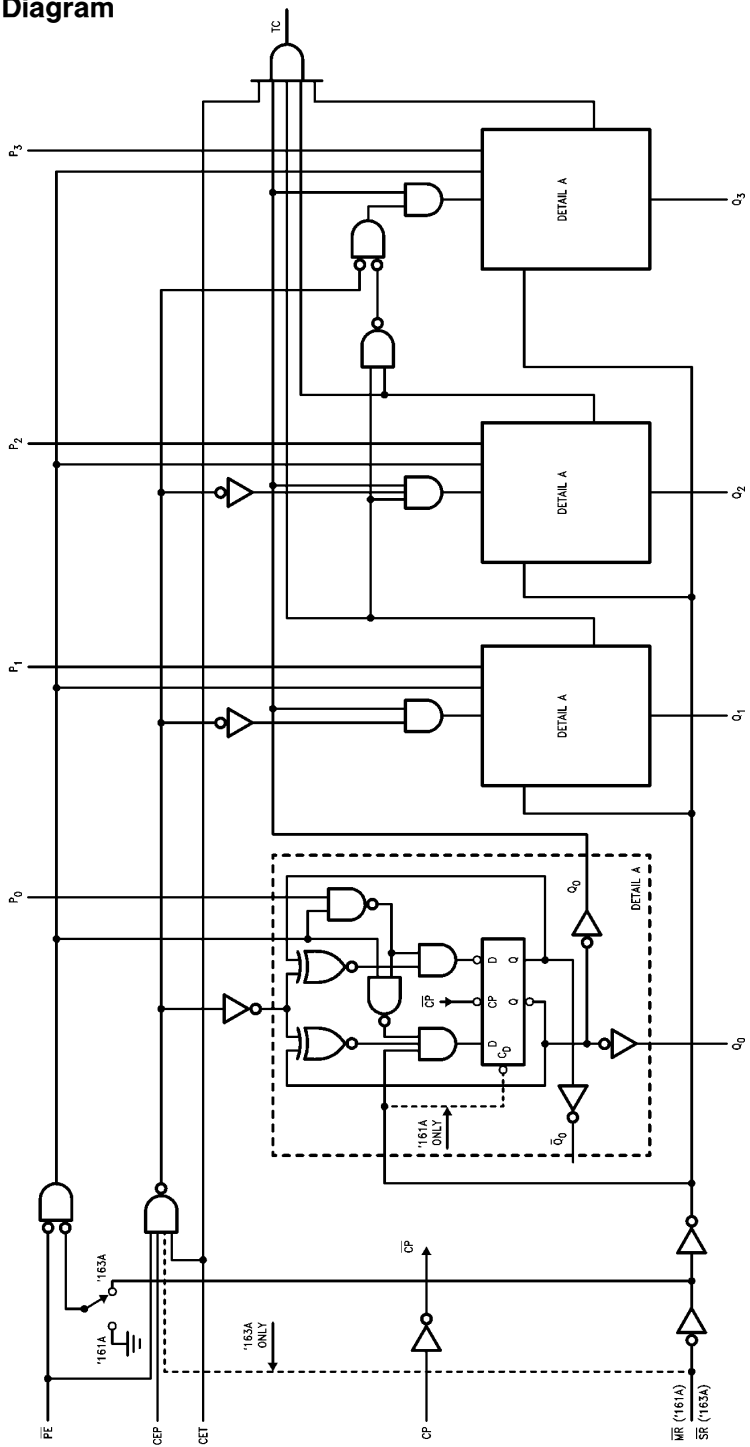 Diagram
TC
P3
P2
P1
P0
DETAIL A
Q3
DETAIL A
Q2
DETAIL A
Q1
DETAIL A
Q0
D Q
CP
CP
D Q
CD
'161A
ONLY
Q0
Q0
'163A
'161A
'163A
ONLY
CP
PE
CEP
CET
CP
MR ('161A)
SR ('163A)